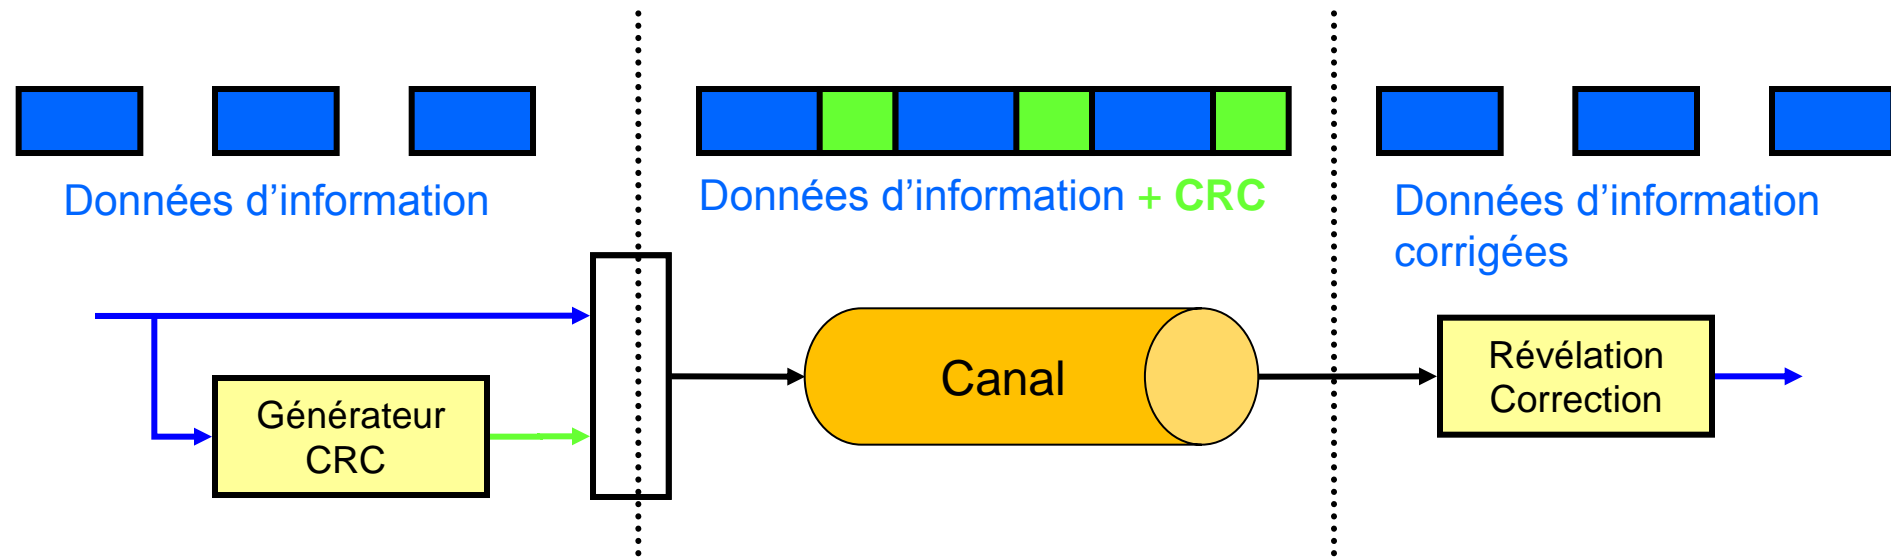 Données d’information
Données d’information + CRC
Données d’information
corrigées
Générateur
CRC
Canal
Révélation
Correction